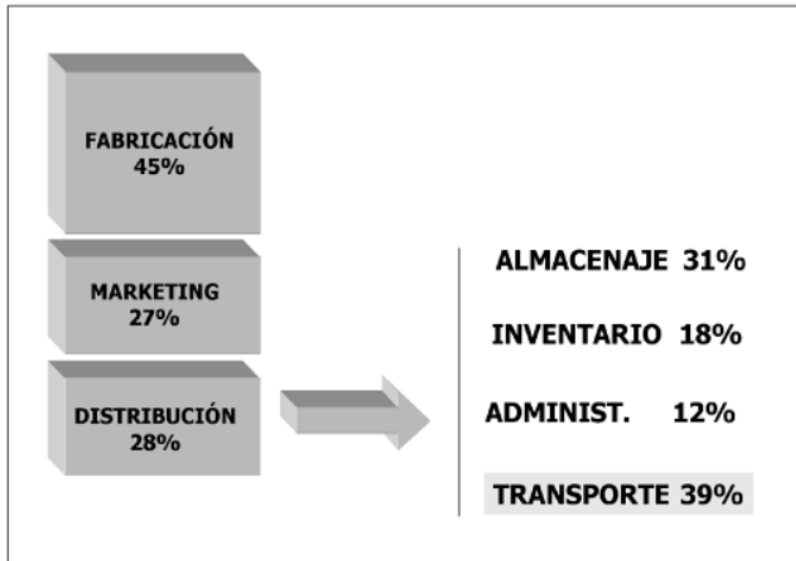 FABRICACIÓN
45%
MARKETING
27%
DISTRIBUCIÓN
28%
ALMACENAJE 31%
INVENTARIO 18%
ADMINIST. 12%
TRANSPORTE 39%